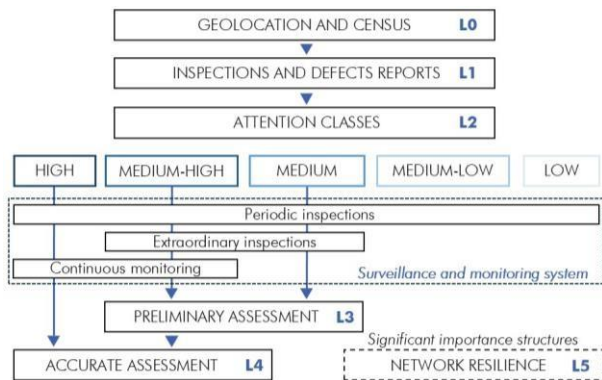 GEOLOCATION AND CENSUS L0
INSPECTIONS AND DEFECTS REPORTS L1
ATTENTION CLASSES L2
HIGH MEDIUM-HIGH MEDIUM MEDIUM-LOW LOW
Periodic inspections
Extraordinary inspections
Continuous monitoring Surveillance and monitoring system
PRELIMINARY ASSESSMENT L3
Significant importance structures
ACCURATE ASSESSMENT L4 NETWORK RESILIENCE L5